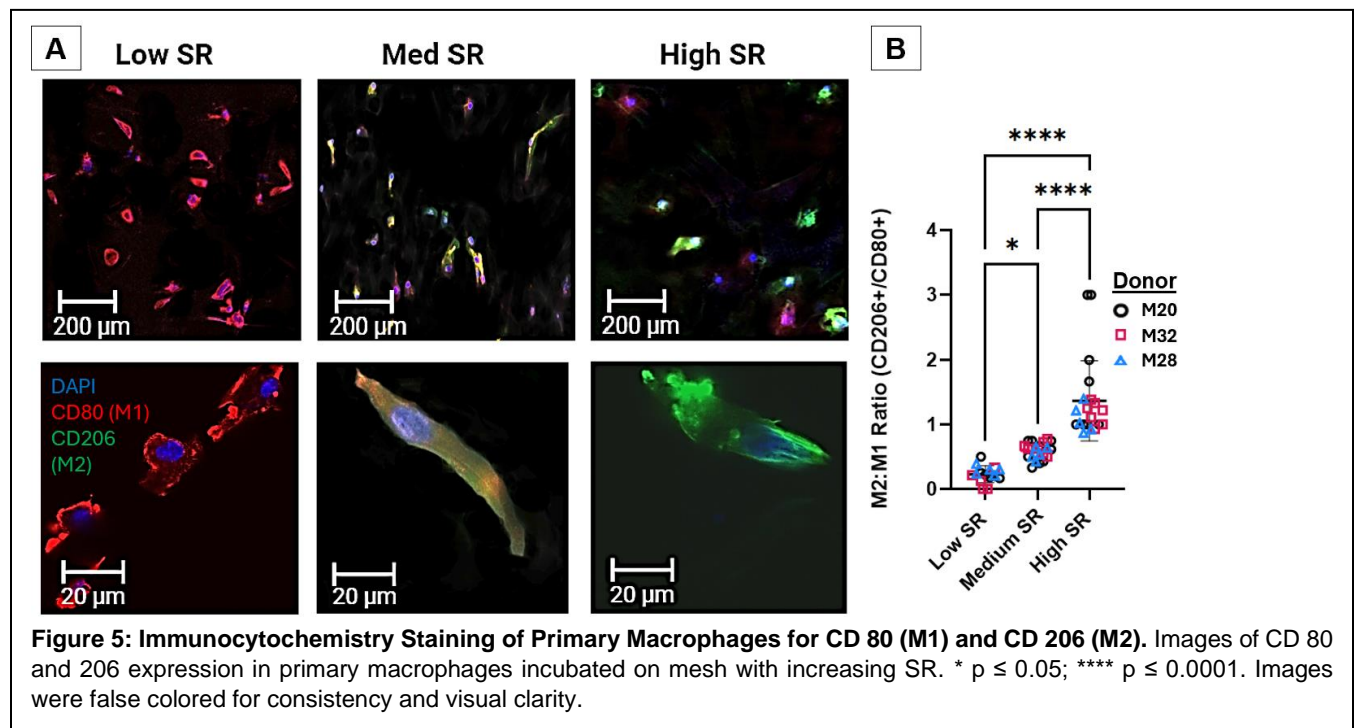 A
Low SR
Med SR
High SR
200 µm
200 µm
200 µm
DAPI
CD80 (M1)
CD206
(M2)
20 µm
20 µm
20 µm
B
****
****
*
M2:M1 Ratio (CD206+/CD80+)
4
3
2
1
0
Low SR
Medium SR
High SR
Donor
M20
M32
M28
Figure 5: Immunocytochemistry Staining of Primary Macrophages for CD 80 (M1) and CD 206 (M2). Images of CD 80
and 206 expression in primary macrophages incubated on mesh with increasing SR. * p ≤ 0.05; **** p ≤ 0.0001. Images
were false colored for consistency and visual clarity.